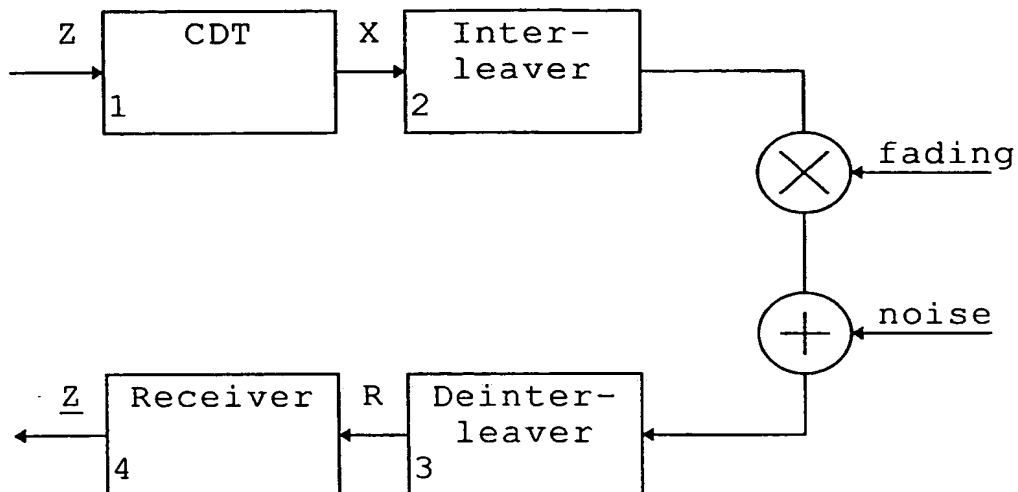 Z
CDT
1
X
Inter-
leaver
2
fading
noise
Z
Receiver
4
R
Deinter-
leaver
3